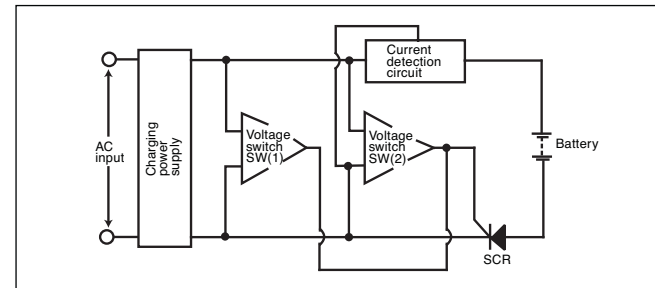 AC
input
Charging
power
supply
Voltage
switch
SW(1)
Voltage
switch
SW(2)
Current
detection
circuit
Battery
SCR